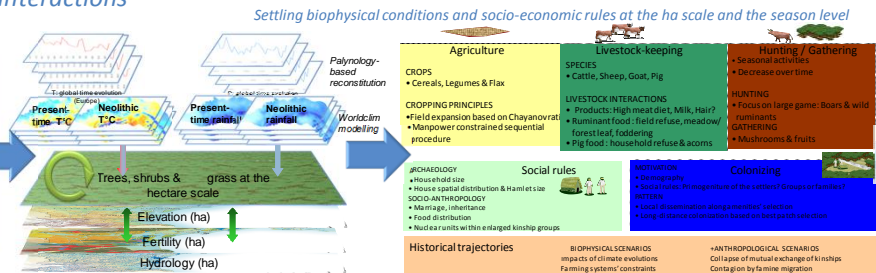 interactions
Settling biophysical conditions and socio-economic rules at the ha scale and the season level
T: global time evolution
(Europe)
Present-
time T°C
Neolithic
T°C
Present-
time rainfall
Neolithic
rainfall
Palynology-
based
reconstitution
Worldclim
modelling
Trees, shrubs & grass at the
hectare scale
Elevation (ha)
Fertility (ha)
Hydrology (ha)
Agriculture
CROPS
• Cereals, Legumes & Flax
CROPPING PRINCIPLES
•Field expansion based on Chayanov rati
• Manpower constrained sequential
procedure
Livestock-keeping
SPECIES
• Cattle, Sheep, Goat, Pig
LIVESTOCK INTERACTIONS
• Products: High meat diet, Milk, Hair?
• Ruminant food : field refuse, meadow/
forest leaf, foddering
• Pig food : household refuse & acorns
Hunting / Gathering
• Seasonal activities
• Decrease over time
HUNTING
• Focus on large game: Boars & wild
ruminants
GATHERING
• Mushrooms & fruits
Social rules
ARCHAEOLOGY
• Household size
• House spatial distribution & Hamlet size
SOCIO-ANTHROPOLOGY
• Marriage, inheritance
• Food distribution
• Nuclear units within enlarged kinship groups
Colonizing
Historical trajectories
BIOPHYSICAL SCENARIOS
Impacts of climate evolutions
Farming systems' constraints
+ANTHROPOLOGICAL SCENARIOS
Collapse of mutual exchange of kinships
Contagion by famine migration